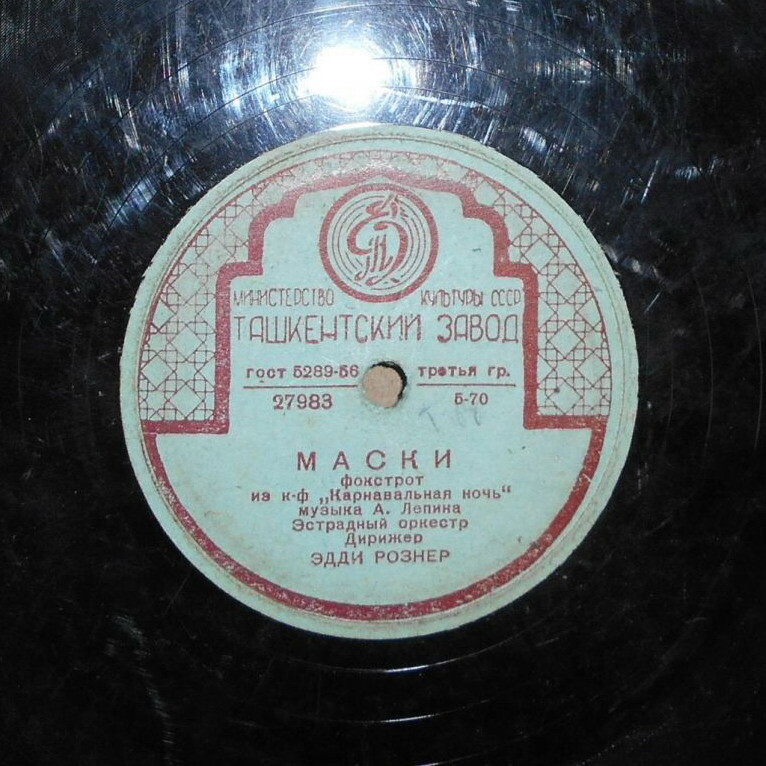 МИНИСТЕРСТВО КУЛЬТУРЫ СССР
ТАШКЕНТСКИЙ ЗАВОД
гост 5289-56 третья гр.
27983 5-70
МАСКИ
фокстрот
из к-ф „Карнавальная ночь“
музыка А. Лепина
Эстрадный оркестр
Дирижер
ЭДДИ РОЗНЕР